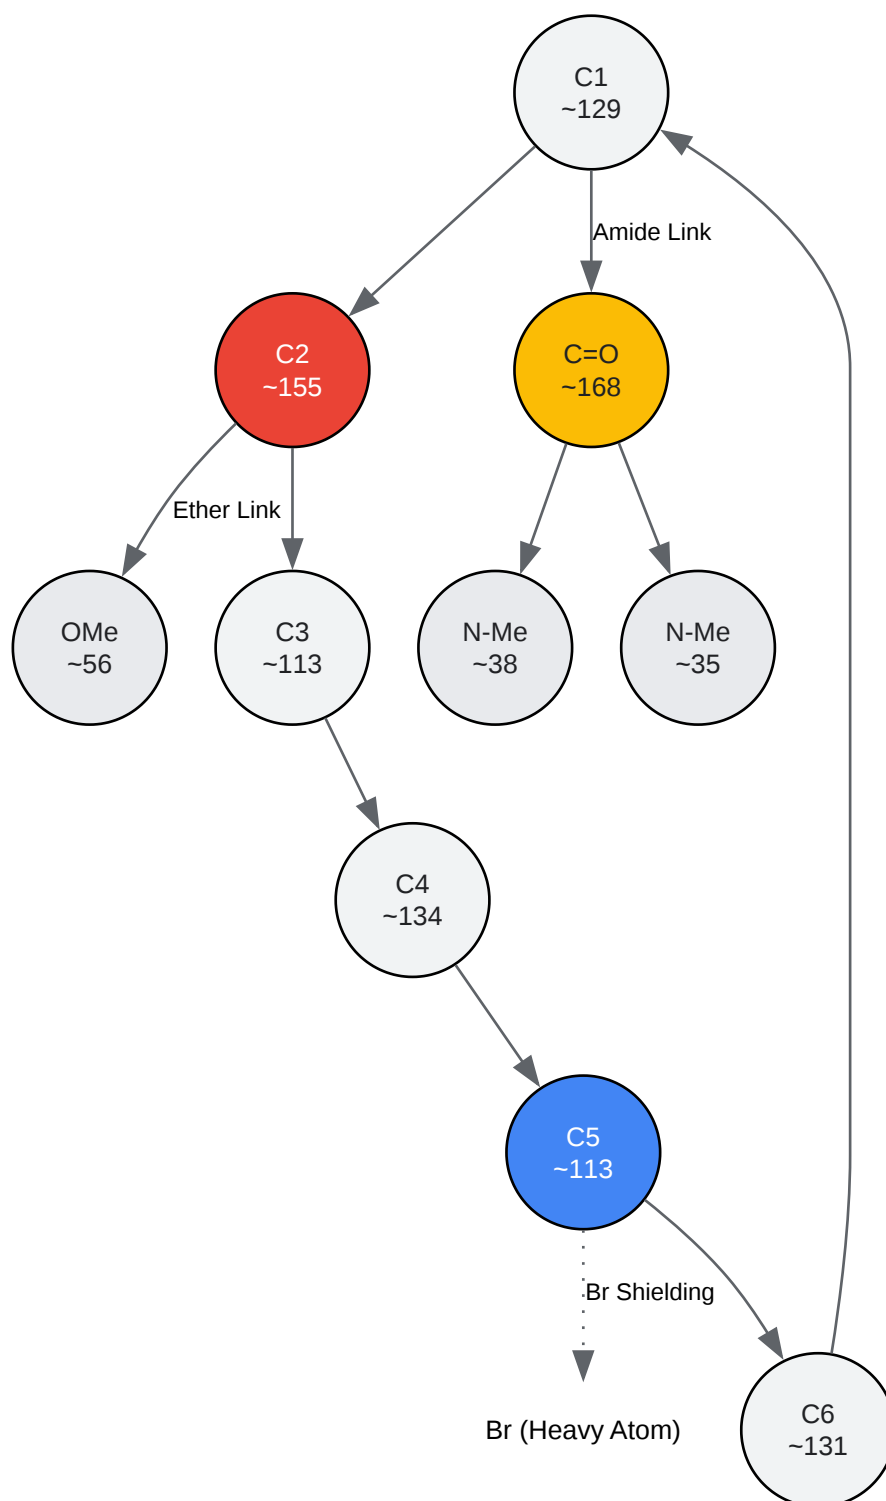 C1
~129
Amide Link
C2
~155
C=O
~168
Ether Link
OMe
~56
C3
~113
N-Me
~38
N-Me
~35
C4
~134
C5
~113
Br Shielding
Br (Heavy Atom)
C6
~131